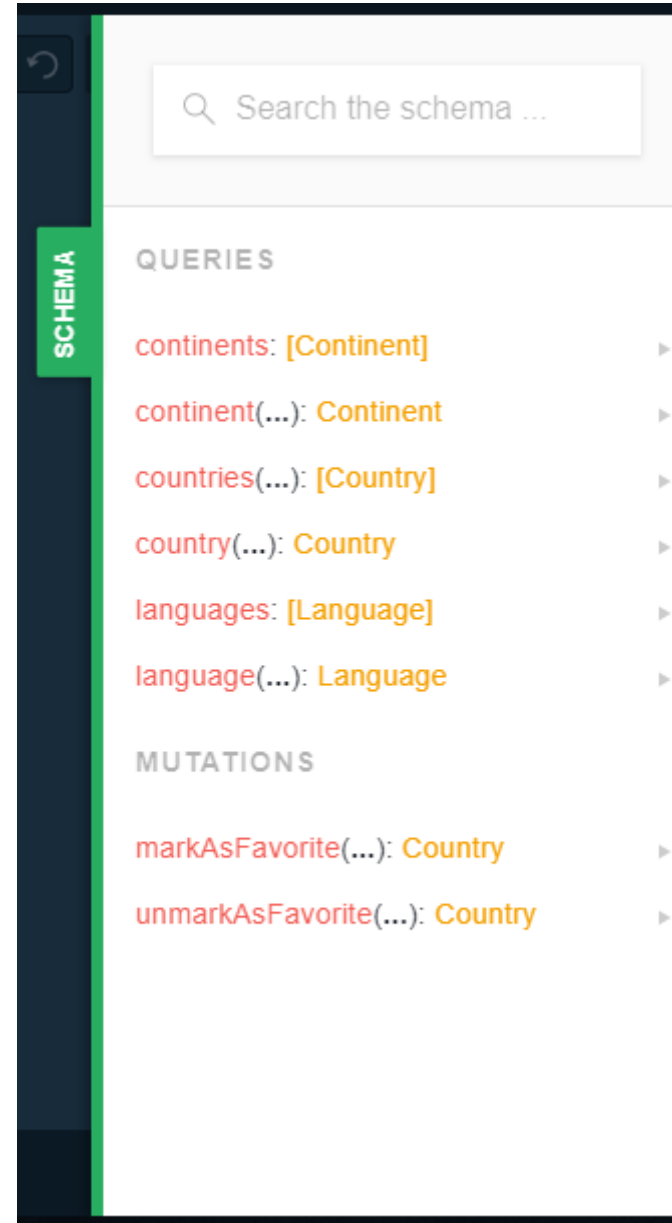 Search the schema ...
SCHEMA
QUERIES
continents: [Continent]
continent(...): Continent
countries(...): [Country]
country(...): Country
languages: [Language]
language(...): Language
MUTATIONS
markAsFavorite(...): Country
unmarkAsFavorite(...): Country